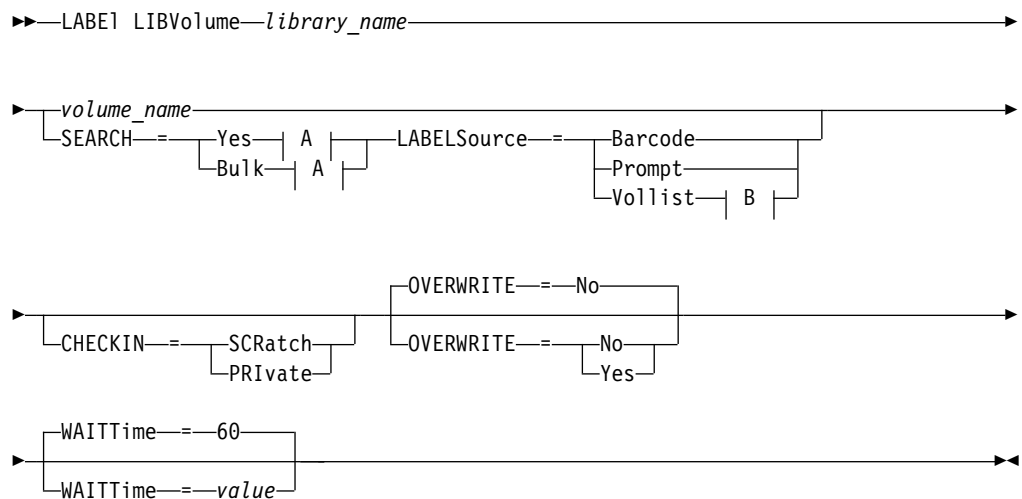 LABEl LIBVolume library_name
volume_name
SEARCH = Yes A LABELSource = Barcode
Bulk A Prompt
Vollist B
OVERWRITE = No
CHECKIN = SCRatch OVERWRITE = No
PRIvate Yes
WAITTime = 60
WAITTime = value